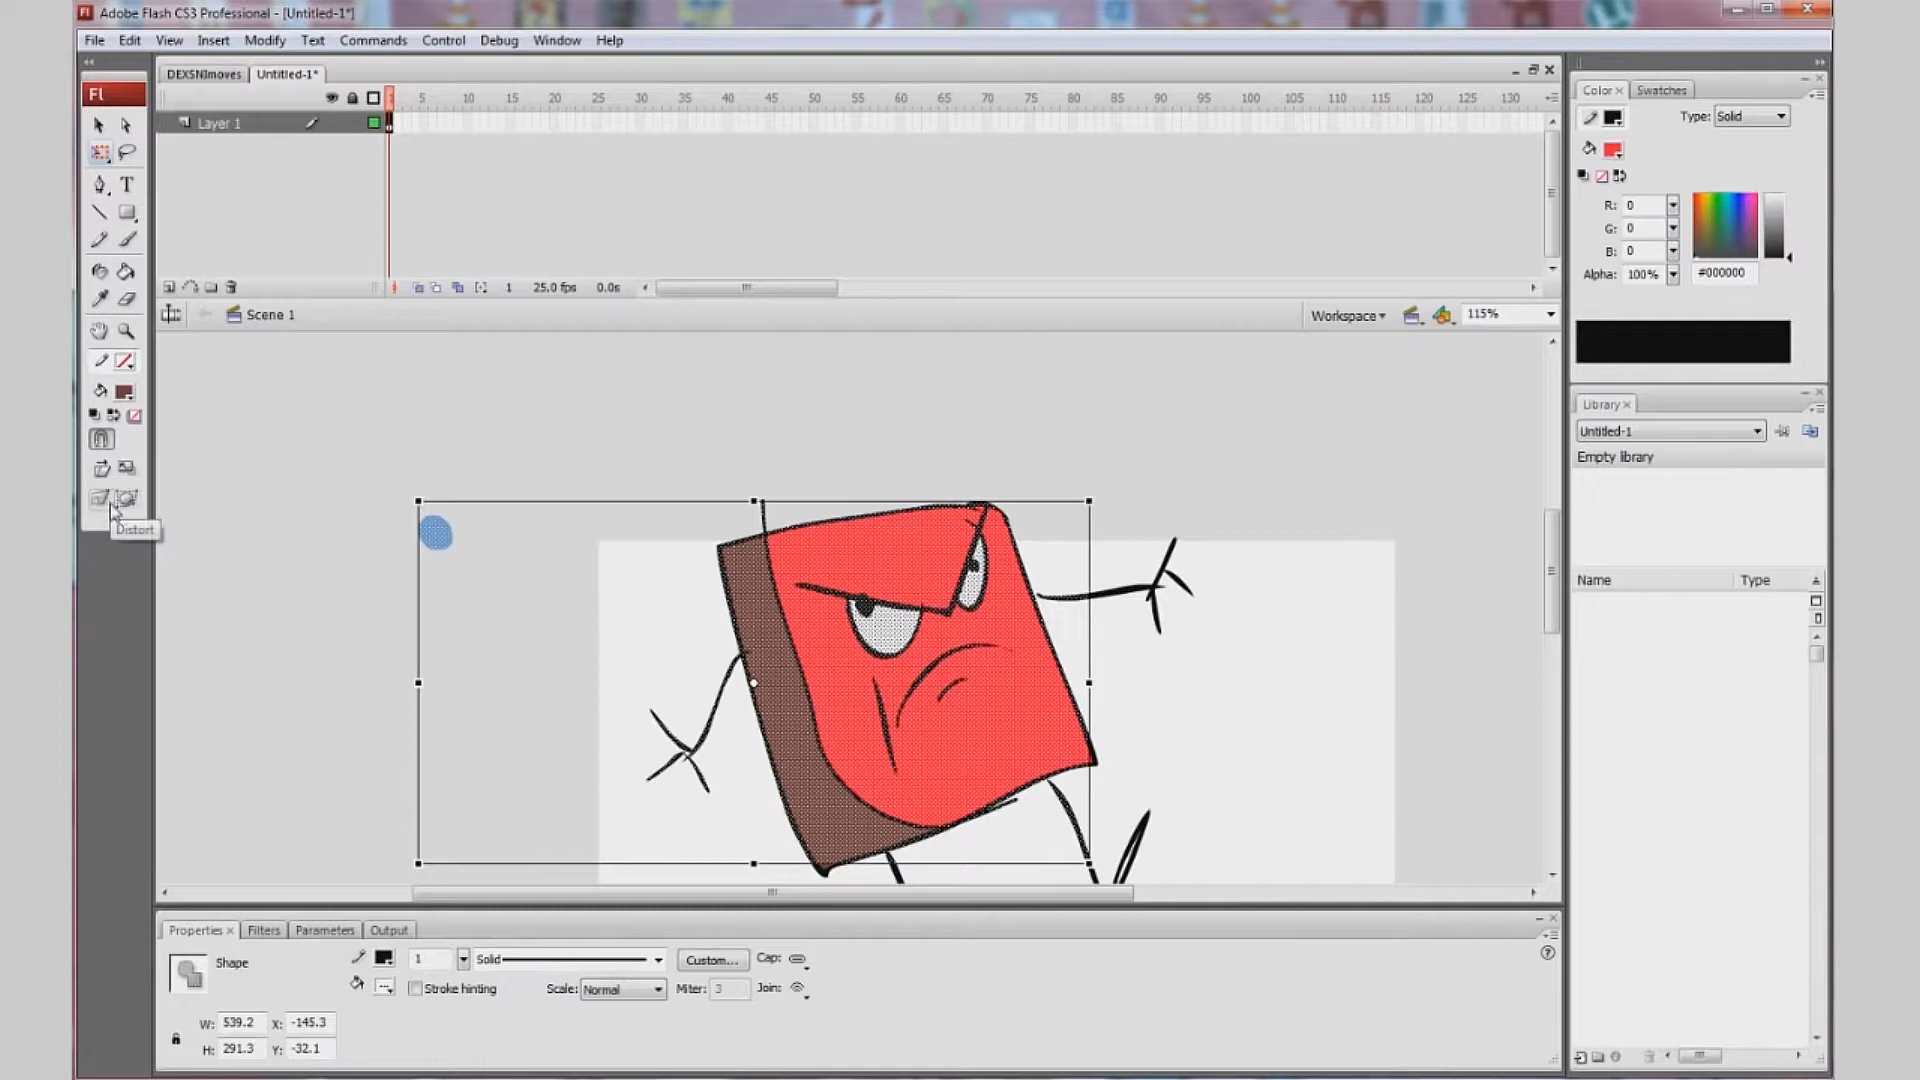 Adobe Flash CS3 Professional - [Untitled-1*]
File Edit View Insert Modify Text Commands Control Debug Window Help
DEXSNImoves Untitled-1*
Fl
5 10 15 20 25 30 35 40 45 50 55 60 65 70 75 80 85 90 95 100 105 110 115 120 125 130
Layer 1
1 25.0 fps 0.0s
Scene 1
Workspace 115%
T
Distort
Color Swatches
Type: Solid
R: 0
G: 0
B: 0
Alpha: 100% #000000
Library
Untitled-1
Empty library
Name Type
Properties Filters Parameters Output
Shape
1 Solid Custom... Cap:
Stroke hinting Scale: Normal Miter: 3 Join:
W: 539.2 X: -145.3
H: 291.3 Y: -32.1